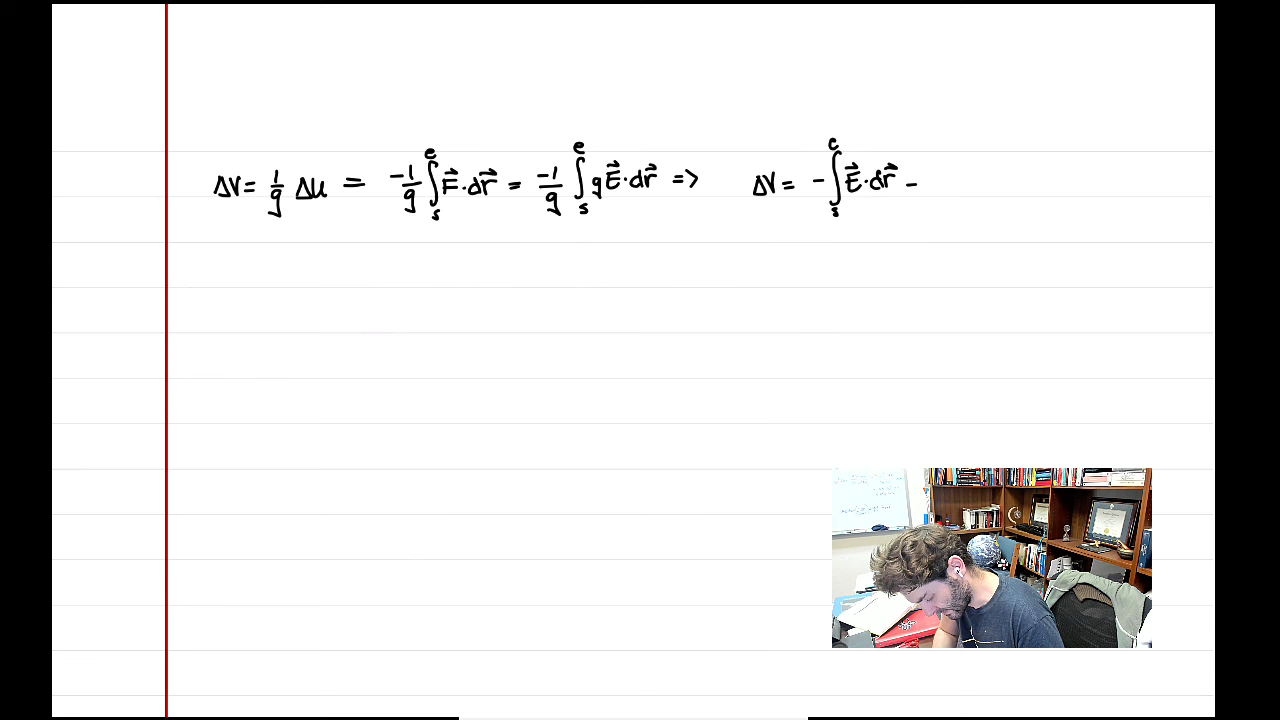 ΔV = 1/q Δu = -1/q ∫_s^e F⃗·dr⃗ = -1/q ∫_s^e qE⃗·dr⃗ => ΔV = -∫_s^e E⃗·dr⃗ -